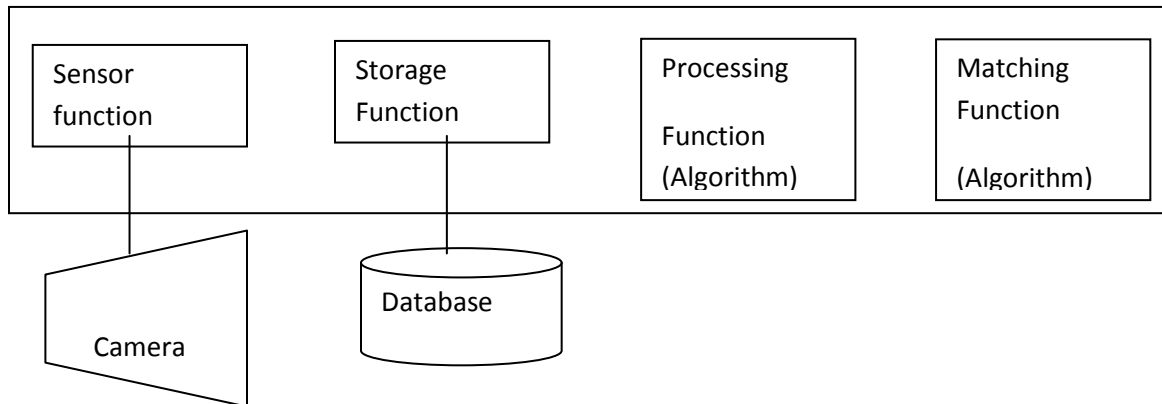 Sensor
function
Storage
Function
Processing
Function
(Algorithm)
Matching
Function
(Algorithm)
Camera
Database